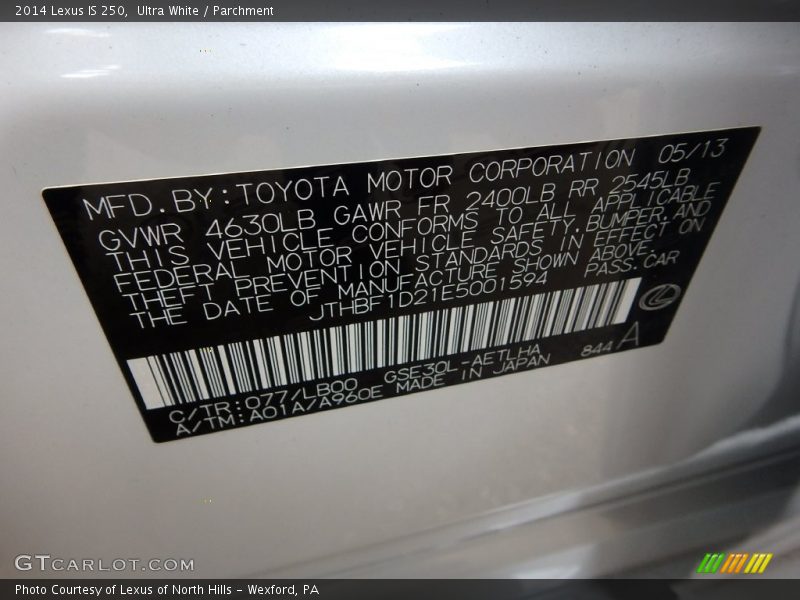 2014 Lexus IS 250, Ultra White / Parchment
MFD.BY:TOYOTA MOTOR CORPORATION 05/13
GVWR 4630LB GAWR FR 2400LB RR 2545LB
THIS VEHICLE CONFORMS TO ALL APPLICABLE
FEDERAL MOTOR VEHICLE SAFETY,BUMPER,AND
THEFT PREVENTION STANDARDS IN EFFECT ON
THE DATE OF MANUFACTURE SHOWN ABOVE.
JTHBF1D21E5001594 PASS.CAR
C/TR:077/LB00 GSE30L-AETLHA
A/TM:A01A/A960E MADE IN JAPAN 844 A
GTCARLOT.COM
Photo Courtesy of Lexus of North Hills - Wexford, PA